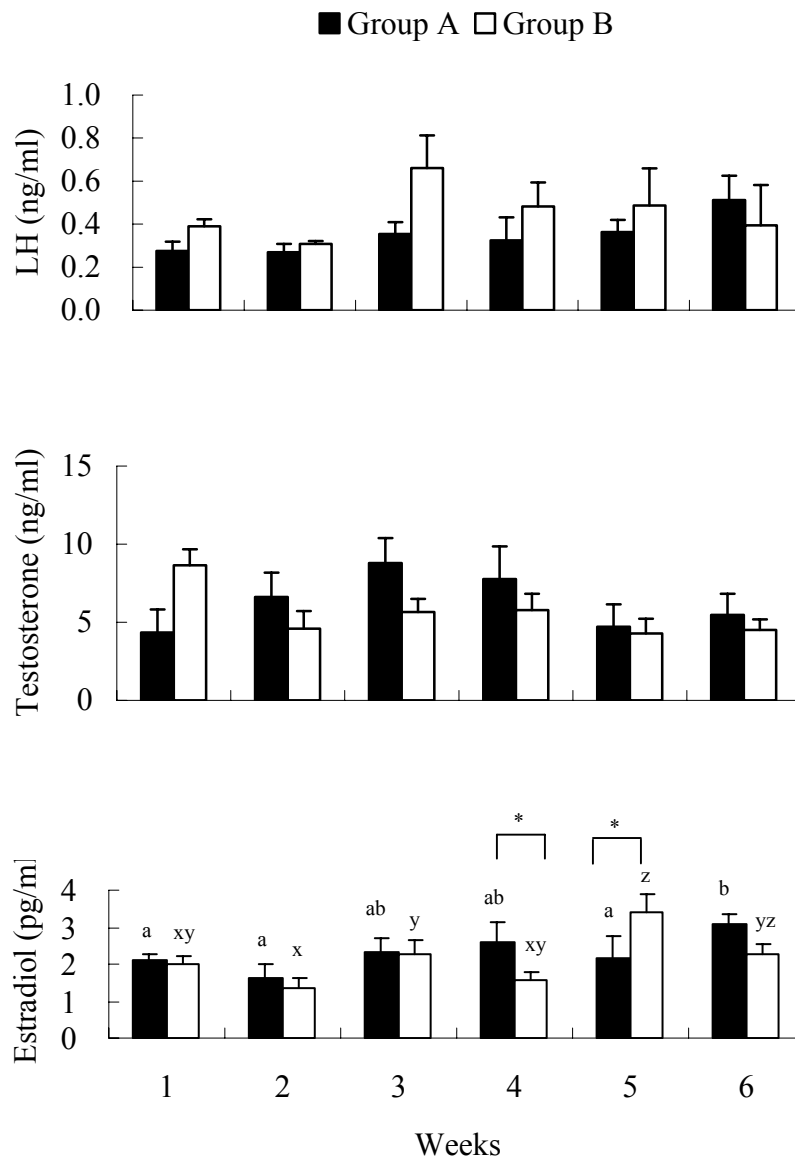 Group A Group B
LH (ng/ml)
1.0
0.8
0.6
0.4
0.2
0.0
Testosterone (ng/ml)
15
10
5
0
* *
Estradiol (pg/ml
4
3
2
1
0
a xy a x ab y ab xy a z b yz
1 2 3 4 5 6
Weeks